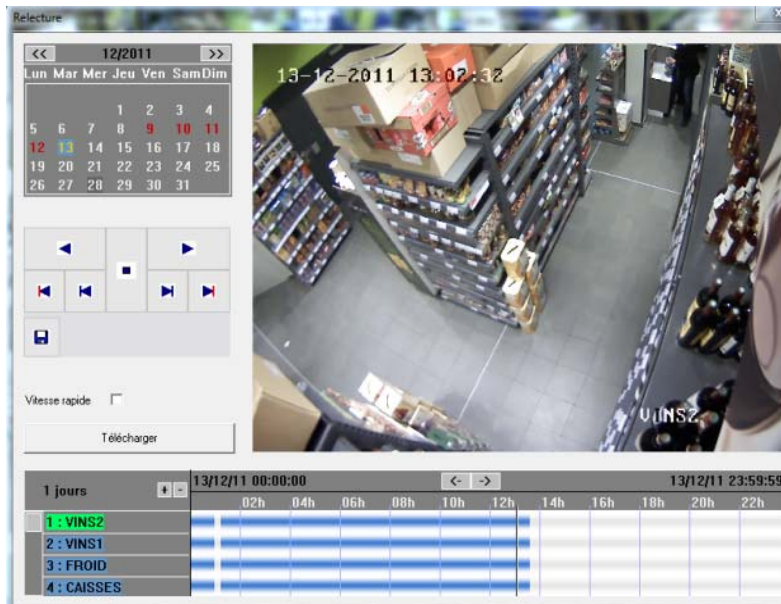 Relecture
<< 12/2011 >>
Lun Mar Mer Jeu Ven Sam Dim
1 2 3 4
5 6 7 8 9 10 11
12 13 14 15 16 17 18
19 20 21 22 23 24 25
26 27 28 29 30 31
13-12-2011 13:02:32
VINS2
Vitesse rapide
Télécharger
1 jours + -
13/12/11 00:00:00 <- -> 13/12/11 23:59:59
02h 04h 06h 08h 10h 12h 14h 16h 18h 20h 22h
1 : VINS2
2 : VINS1
3 : FROID
4 : CAISSES